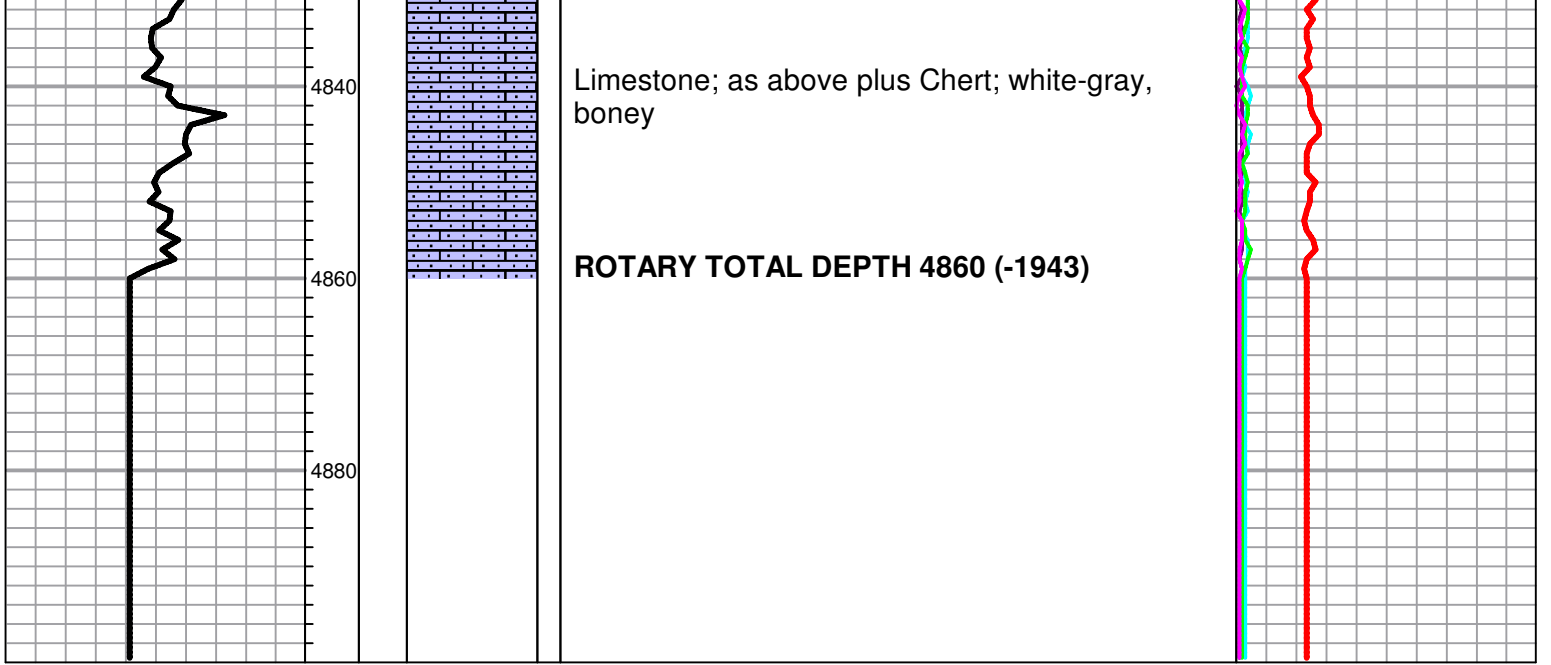 4840
Limestone; as above plus Chert; white-gray,
boney
4860
ROTARY TOTAL DEPTH 4860 (-1943)
4880